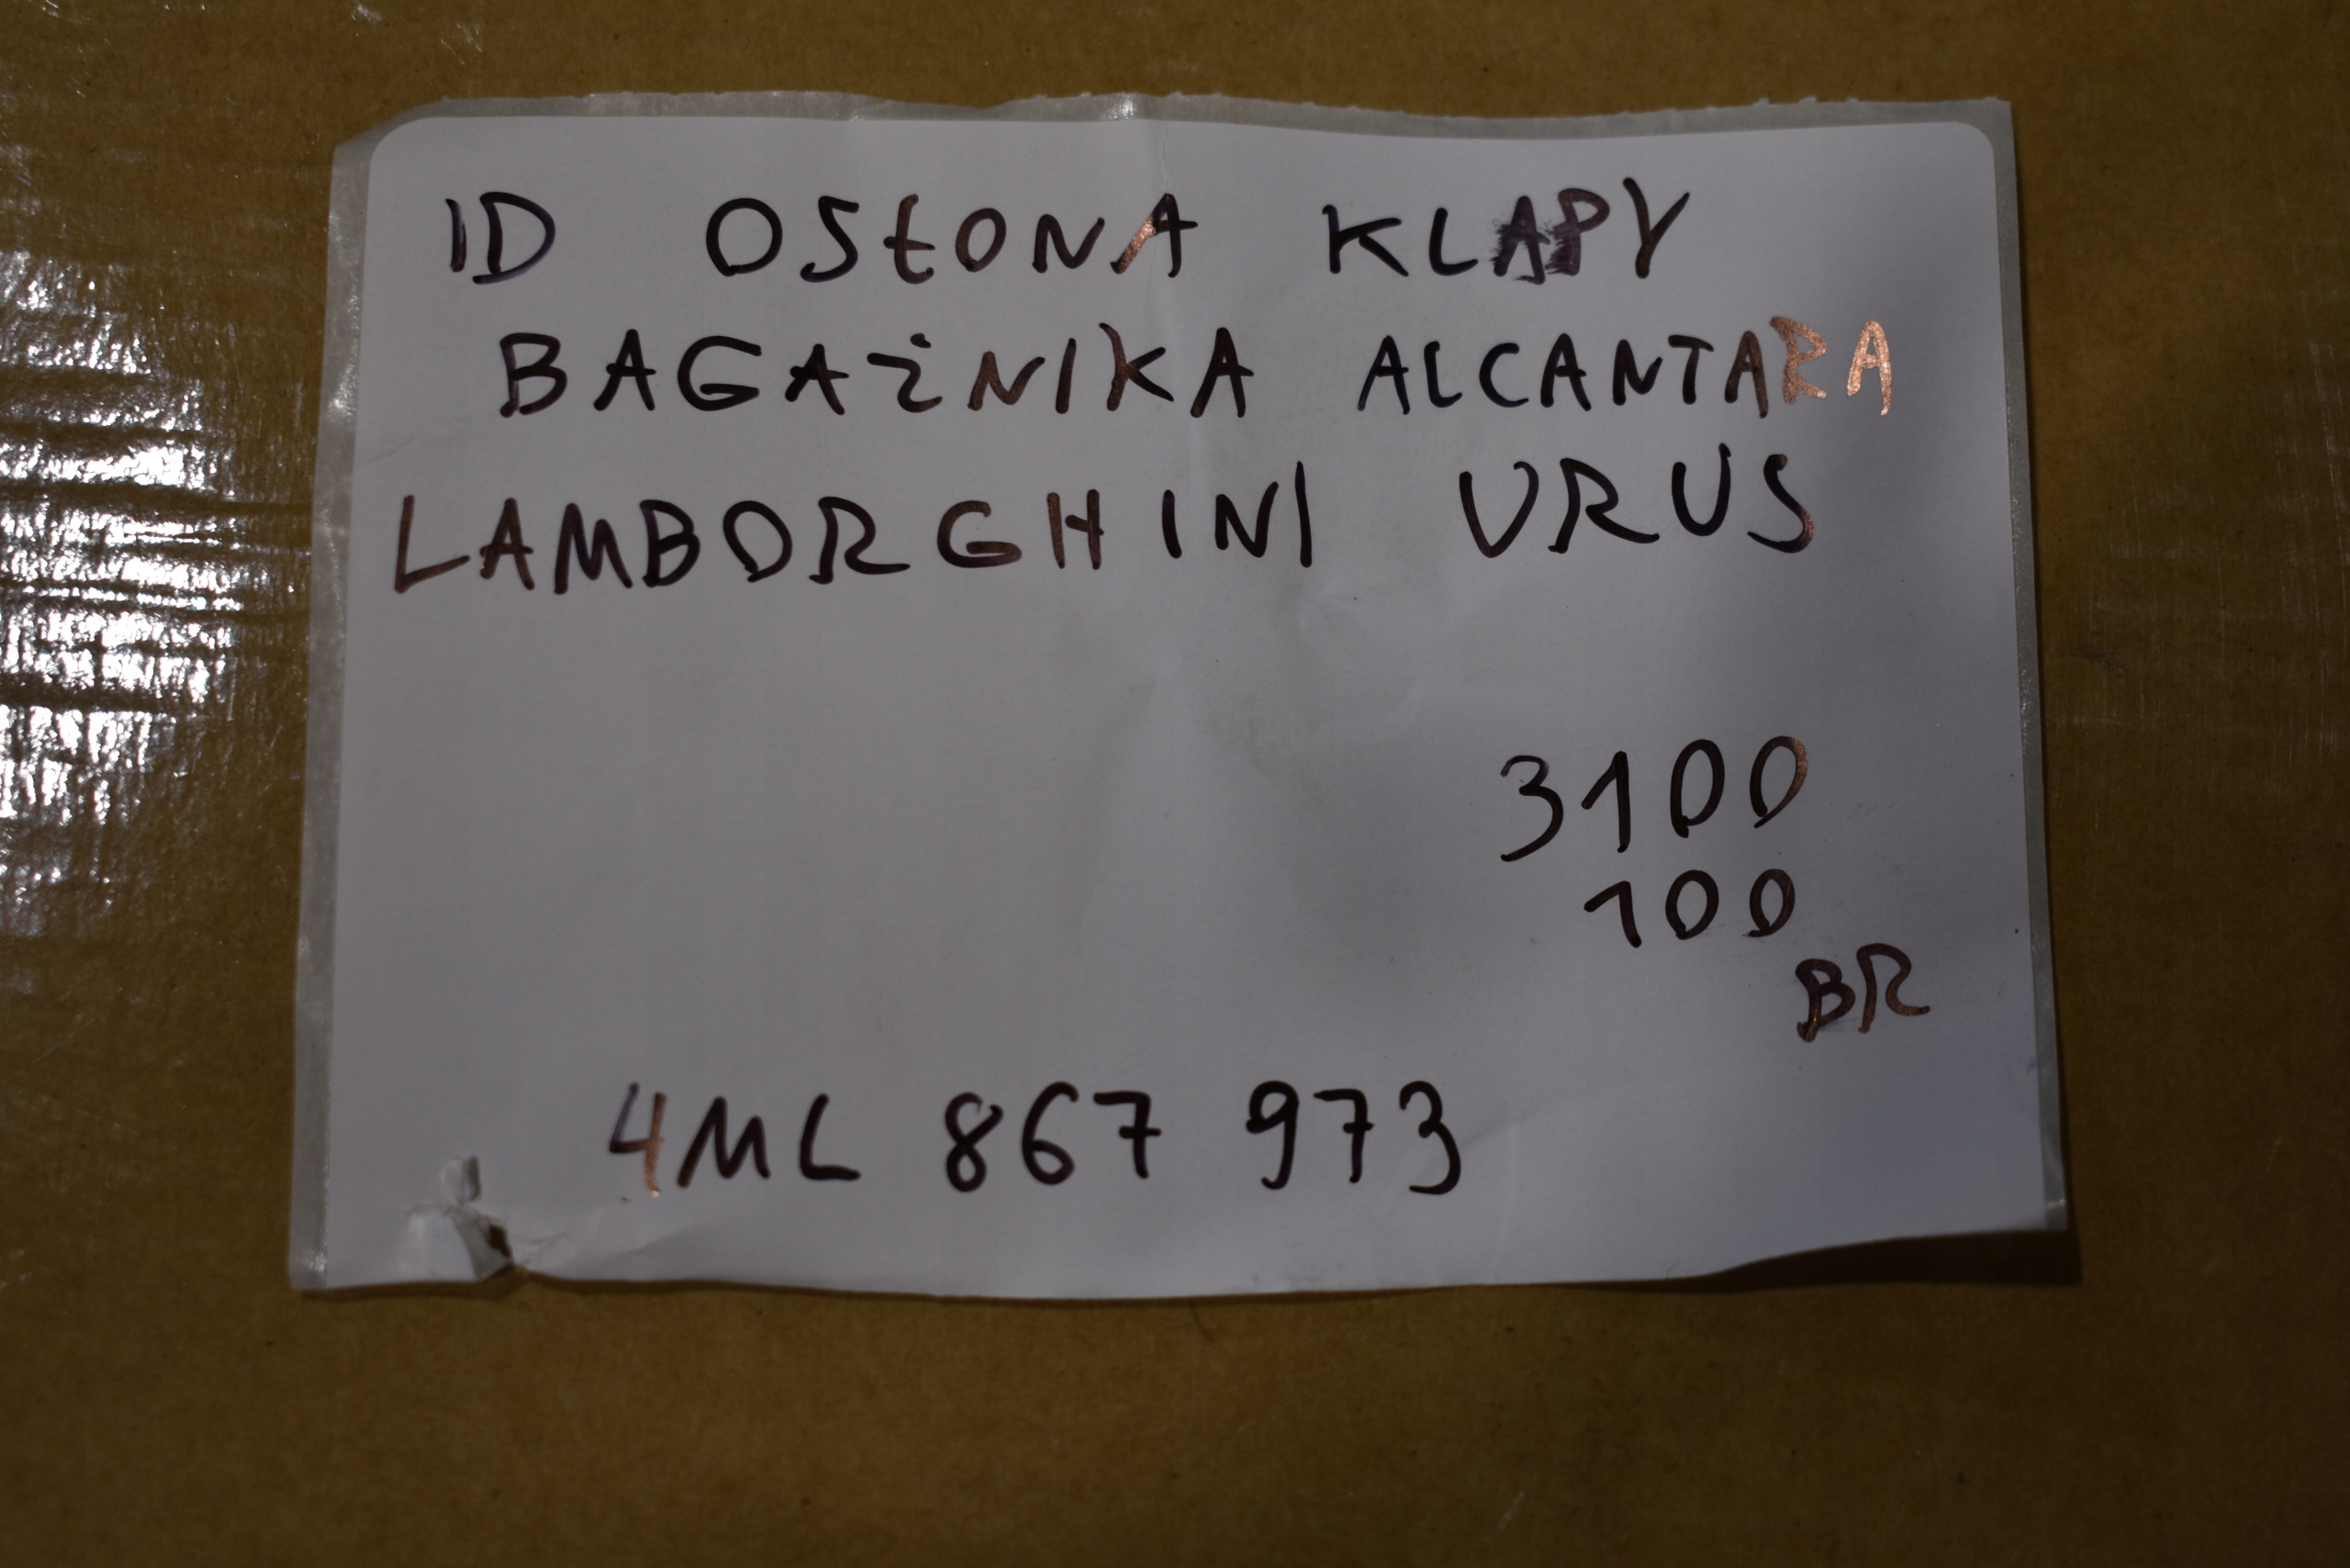 ID OSŁONA KLAPY
BAGAŻNIKA ALCANTARA
LAMBORGHINI URUS
3100
100
BR
4ML 867 973